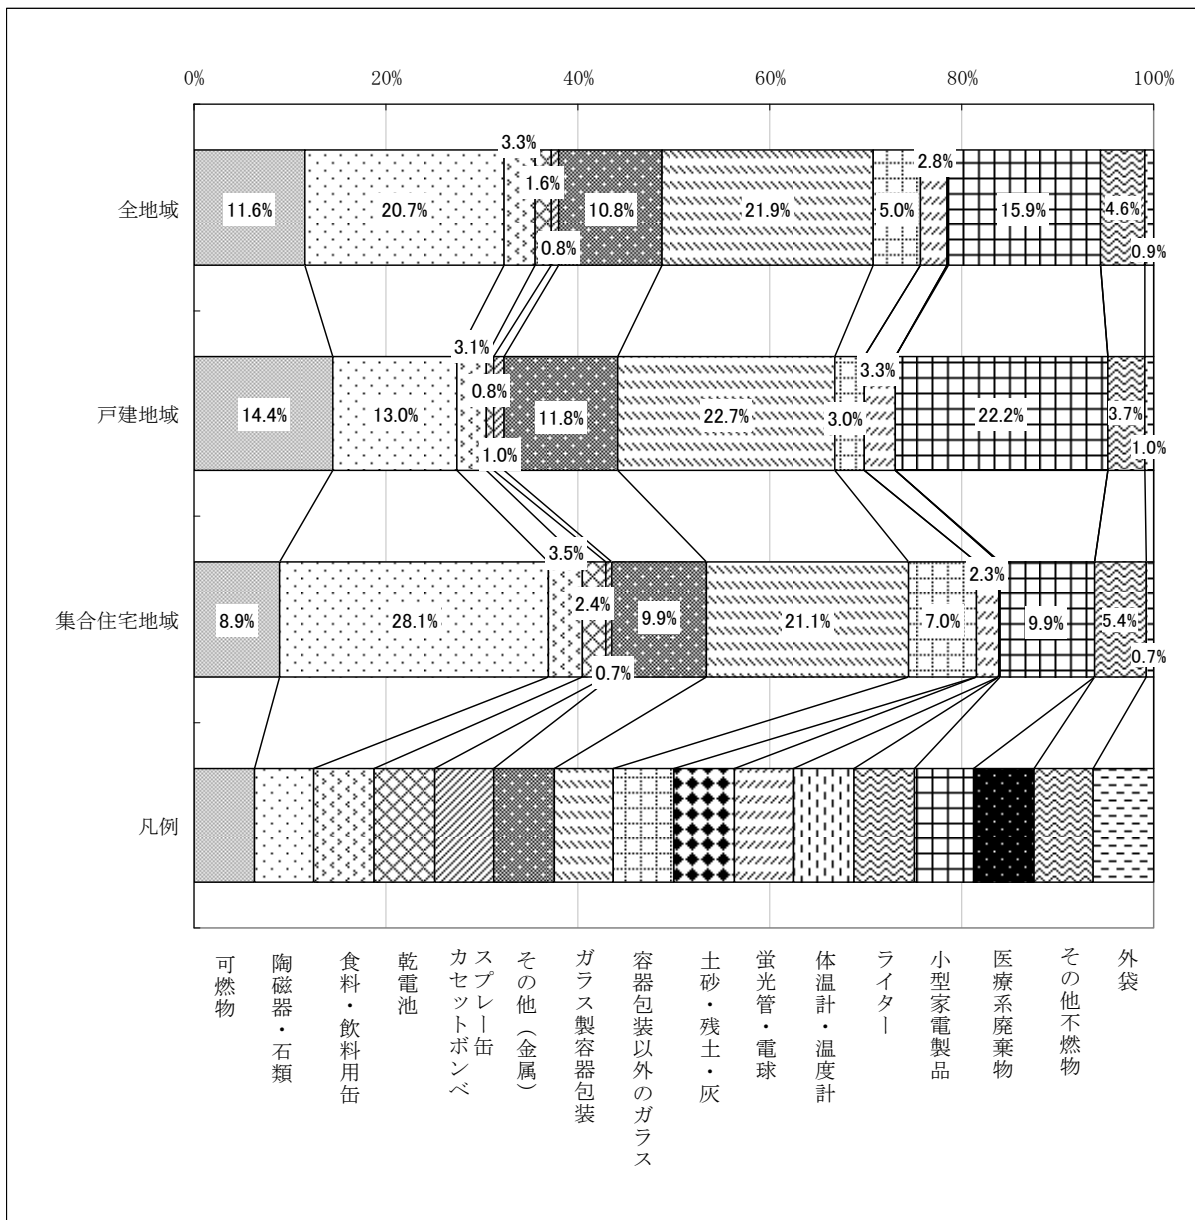 0% 20% 40% 60% 80% 100%
全地域
11.6% 20.7% 3.3% 1.6% 0.8% 10.8% 21.9% 5.0% 2.8% 15.9% 4.6% 0.9%
戸建地域
14.4% 13.0% 3.1% 0.8% 1.0% 11.8% 22.7% 3.0% 3.3% 22.2% 3.7% 1.0%
集合住宅地域
8.9% 28.1% 3.5% 2.4% 0.7% 9.9% 21.1% 7.0% 2.3% 9.9% 5.4% 0.7%
凡例
可燃物
陶磁器・石類
食料・飲料用缶
乾電池
スプレー缶
カセットボンベ
その他（金属）
ガラス製容器包装
容器包装以外のガラス
土砂・残土・灰
蛍光管・電球
体温計・温度計
ライター
小型家電製品
医療系廃棄物
その他不燃物
外袋